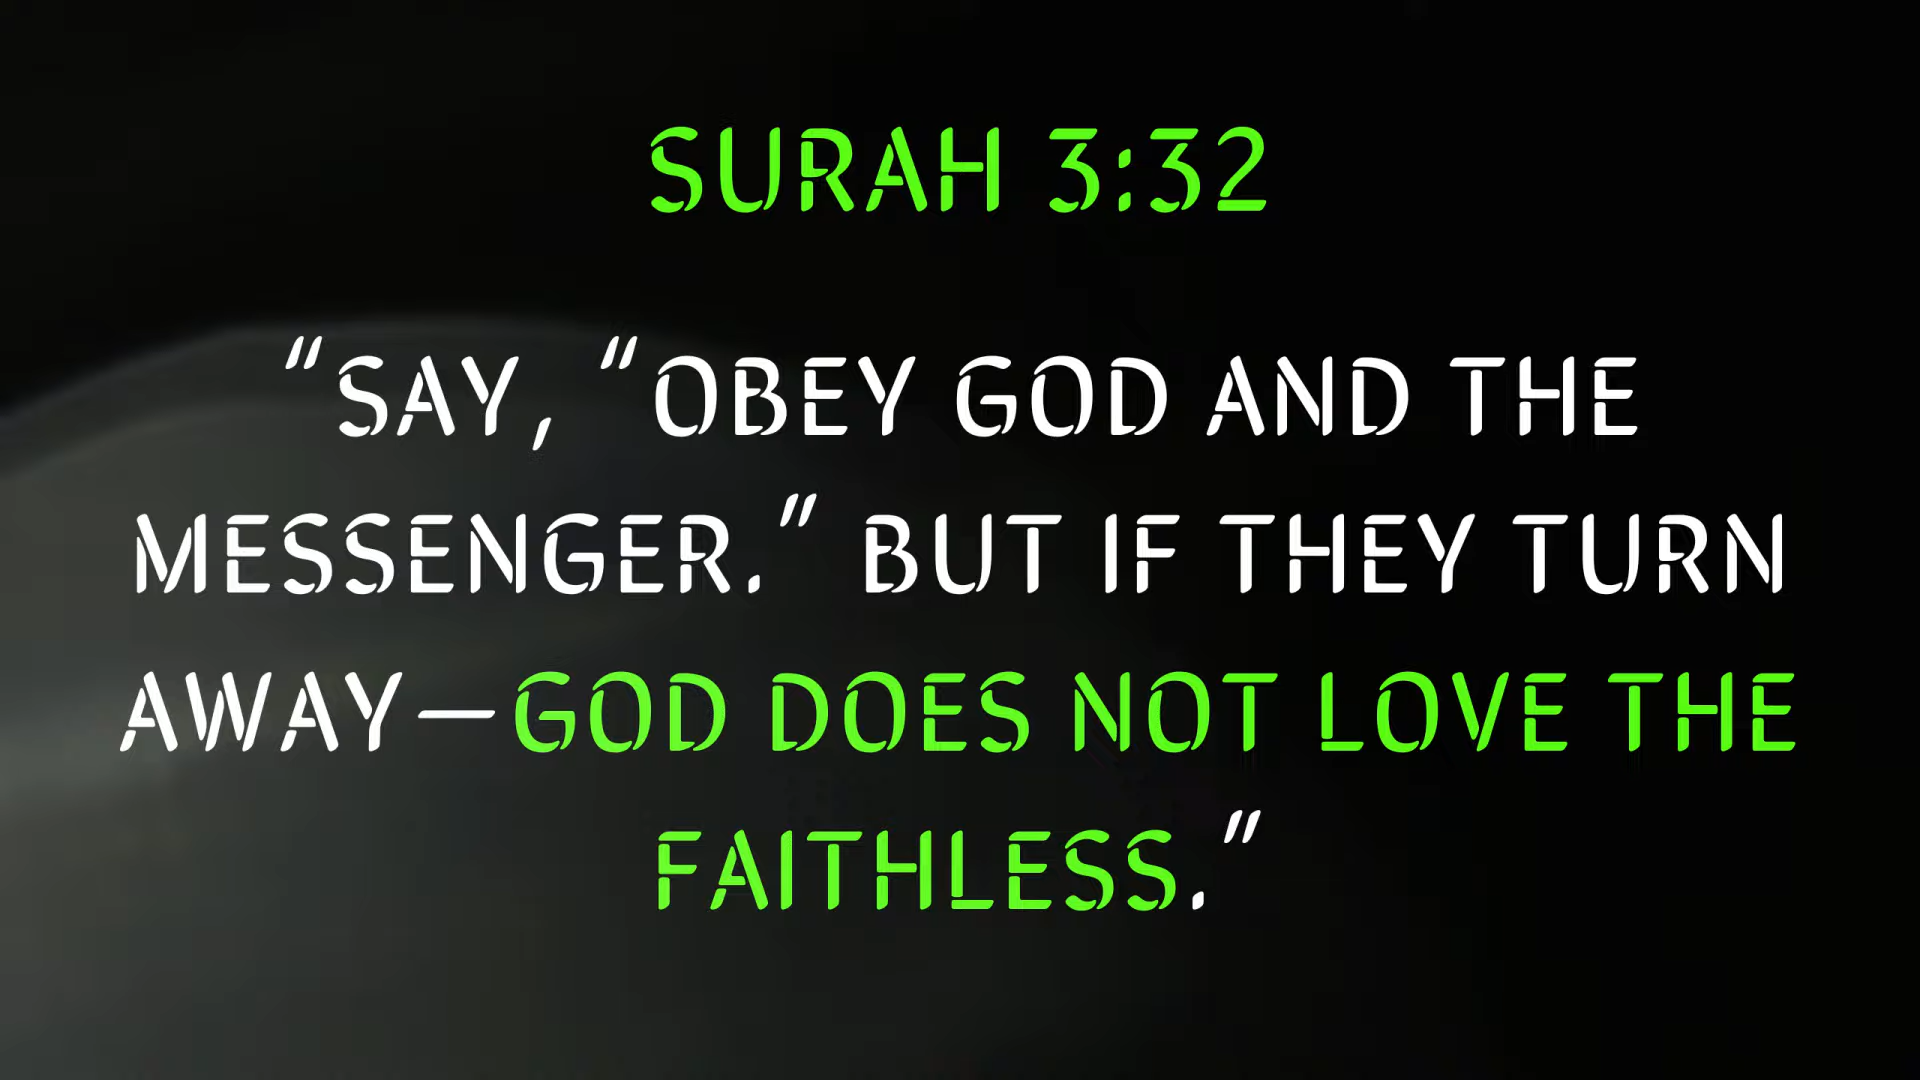 SURAH 3:32
"SAY, "OBEY GOD AND THE
MESSENGER." BUT IF THEY TURN
AWAY—GOD DOES NOT LOVE THE
FAITHLESS."